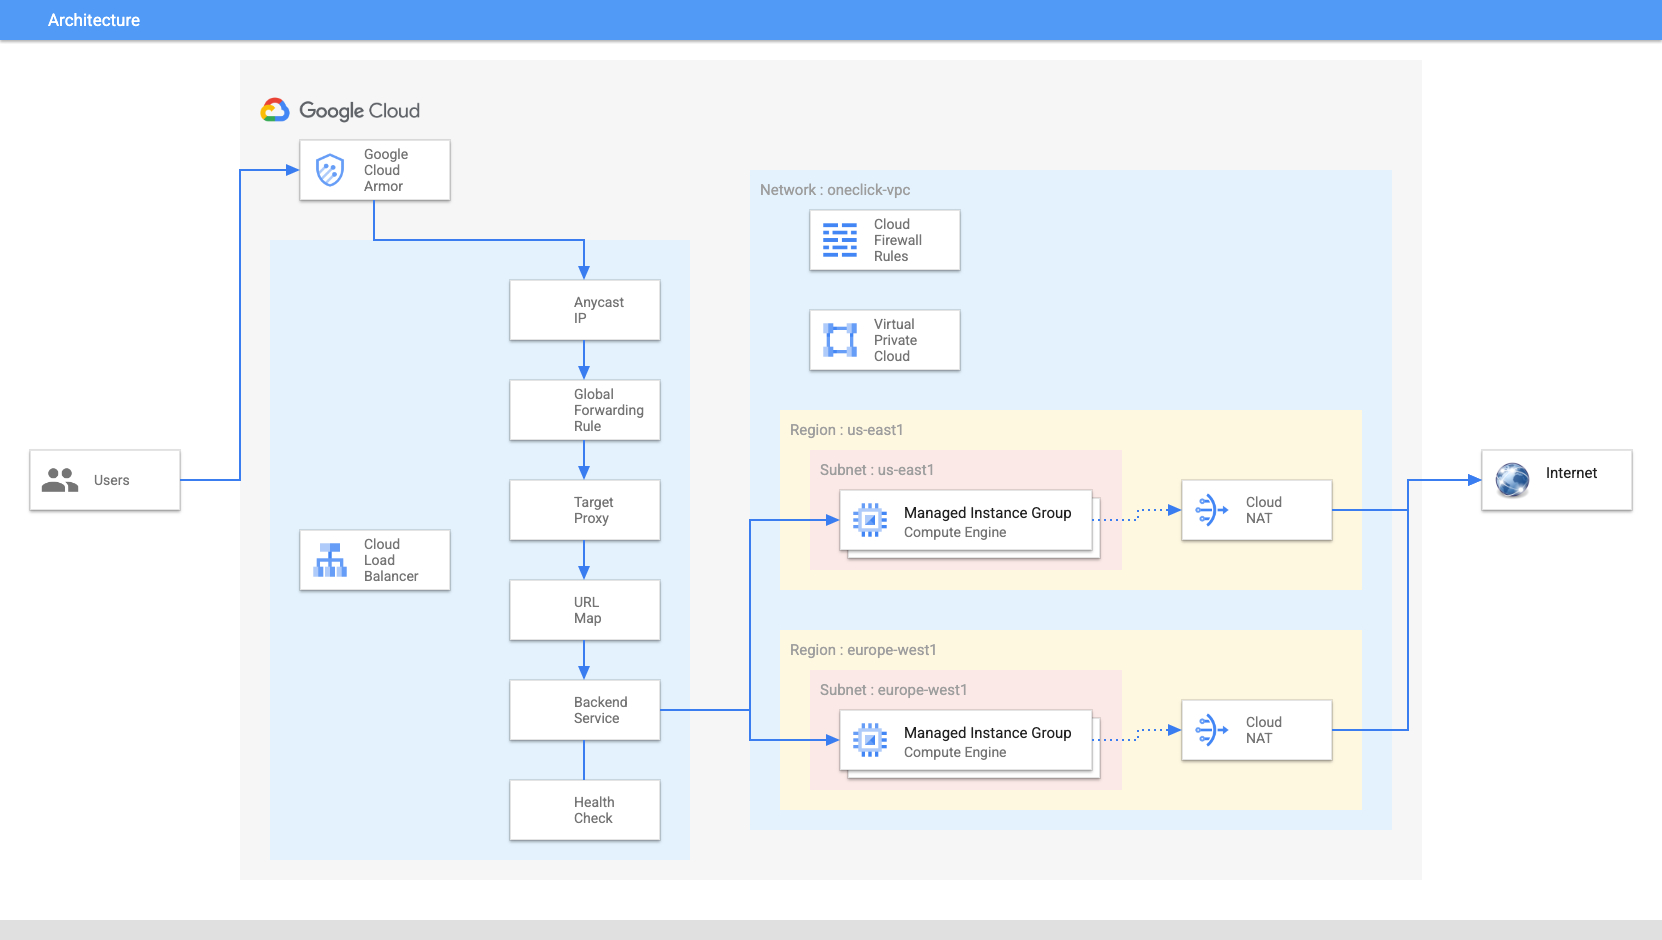 Architecture
Google Cloud
Google
Cloud
Armor
Network : oneclick-vpc
Cloud
Firewall
Rules
Anycast
IP
Virtual
Private
Cloud
Global
Forwarding
Rule
Region : us-east1
Subnet : us-east1
Users
Internet
Target
Proxy
Managed Instance Group
Compute Engine
Cloud
NAT
Cloud
Load
Balancer
URL
Map
Region : europe-west1
Subnet : europe-west1
Backend
Service
Managed Instance Group
Compute Engine
Cloud
NAT
Health
Check